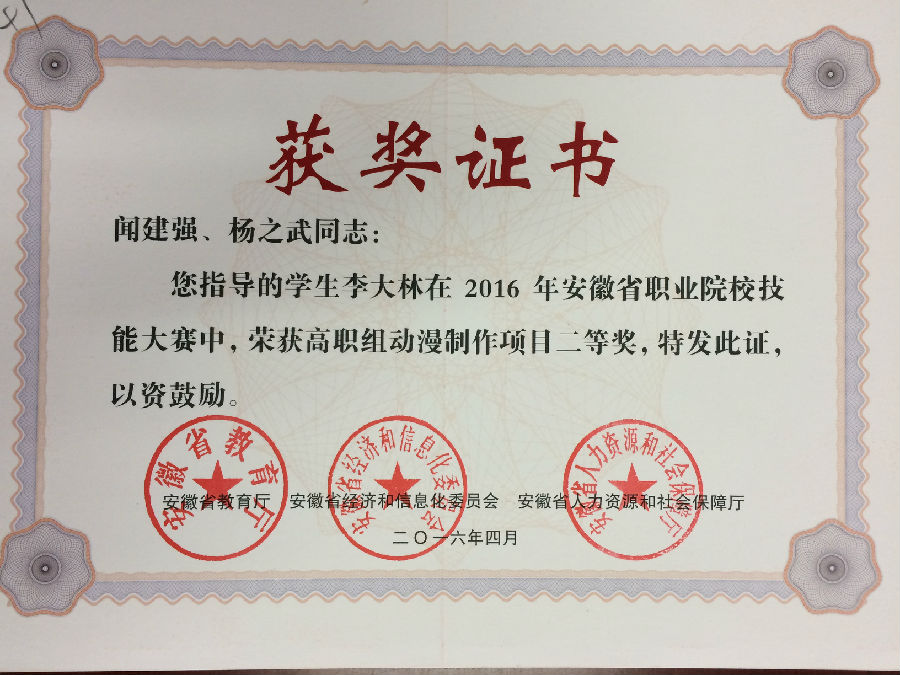 获奖证书
闻建强、杨之武同志：
您指导的学生李大林在 2016 年安徽省职业院校技
能大赛中，荣获高职组动漫制作项目二等奖，特发此证，
以资鼓励。
安徽省教育厅
安徽省经济和信息化委员会
安徽省人力资源和社会保障厅
安徽省教育厅 安徽省经济和信息化委员会 安徽省人力资源和社会保障厅
二〇一六年四月